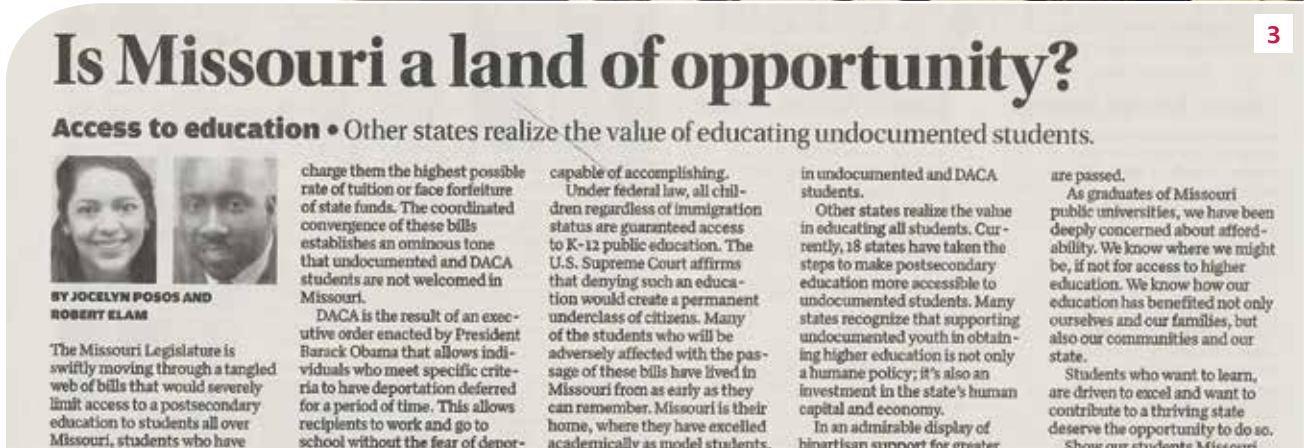 3
Is Missouri a land of opportunity?
Access to education • Other states realize the value of educating undocumented students.
BY JOCELYN POSOS AND
ROBERT ELAM
The Missouri Legislature is
swiftly moving through a tangled
web of bills that would severely
limit access to a postsecondary
education to students all over
Missouri, students who have
charge them the highest possible
rate of tuition or face forfeiture
of state funds. The coordinated
convergence of these bills
establishes an ominous tone
that undocumented and DACA
students are not welcomed in
Missouri.
DACA is the result of an exec-
utive order enacted by President
Barack Obama that allows indi-
viduals who meet specific crite-
ria to have deportation deferred
for a period of time. This allows
recipients to work and go to
school without the fear of depor-
capable of accomplishing.
Under federal law, all chil-
dren regardless of immigration
status are guaranteed access
to K-12 public education. The
U.S. Supreme Court affirms
that denying such an educa-
tion would create a permanent
underclass of citizens. Many
of the students who will be
adversely affected with the pas-
sage of these bills have lived in
Missouri from as early as they
can remember. Missouri is their
home, where they have excelled
academically as model students,
in undocumented and DACA
students.
Other states realize the value
in educating all students. Cur-
rently, 18 states have taken the
steps to make postsecondary
education more accessible to
undocumented students. Many
states recognize that supporting
undocumented youth in obtain-
ing higher education is not only
a humane policy; it's also an
investment in the state's human
capital and economy.
In an admirable display of
bipartisan support for greater
are passed.
As graduates of Missouri
public universities, we have been
deeply concerned about afford-
ability. We know where we might
be, if not for access to higher
education. We know how our
education has benefited not only
ourselves and our families, but
also our communities and our
state.
Students who want to learn,
are driven to excel and want to
contribute to a thriving state
deserve the opportunity to do so.
Show our students Missouri